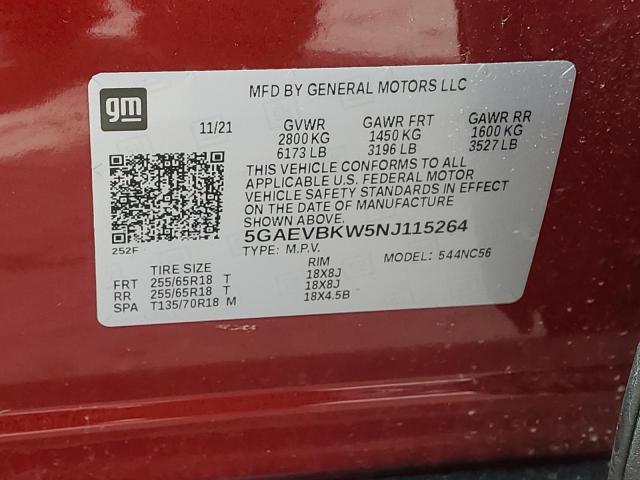 MFD BY GENERAL MOTORS LLC
gm
11/21 GVWR GAWR FRT GAWR RR
2800 KG 1450 KG 1600 KG
6173 LB 3196 LB 3527 LB
THIS VEHICLE CONFORMS TO ALL
APPLICABLE U.S. FEDERAL MOTOR
VEHICLE SAFETY STANDARDS IN EFFECT
ON THE DATE OF MANUFACTURE
SHOWN ABOVE.
252F
5GAEVBKW5NJ115264
TYPE: M.P.V. MODEL: 544NC56
TIRE SIZE RIM
FRT 255/65R18 T 18X8J
RR 255/65R18 T 18X8J
SPA T135/70R18 M 18X4.5B